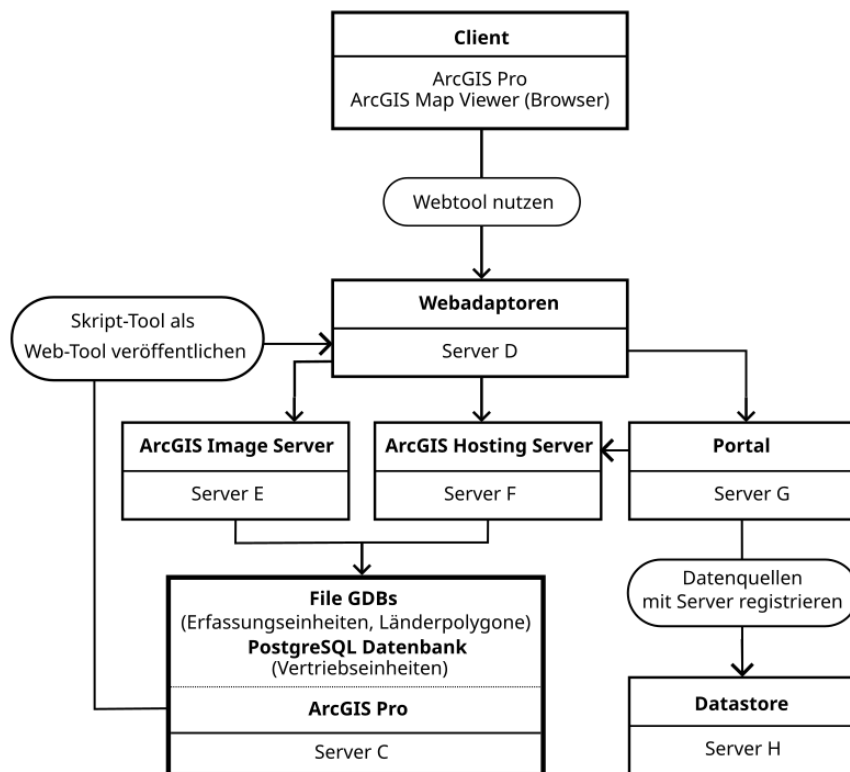 Client
ArcGIS Pro
ArcGIS Map Viewer (Browser)
Webtool nutzen
Webadaptoren
Server D
Skript-Tool als
Web-Tool veröffentlichen
ArcGIS Image Server
Server E
ArcGIS Hosting Server
Server F
Portal
Server G
File GDBs
(Erfassungseinheiten, Länderpolygone)
PostgreSQL Datenbank
(Vertriebseinheiten)
ArcGIS Pro
Server C
Datenquellen
mit Server registrieren
Datastore
Server H